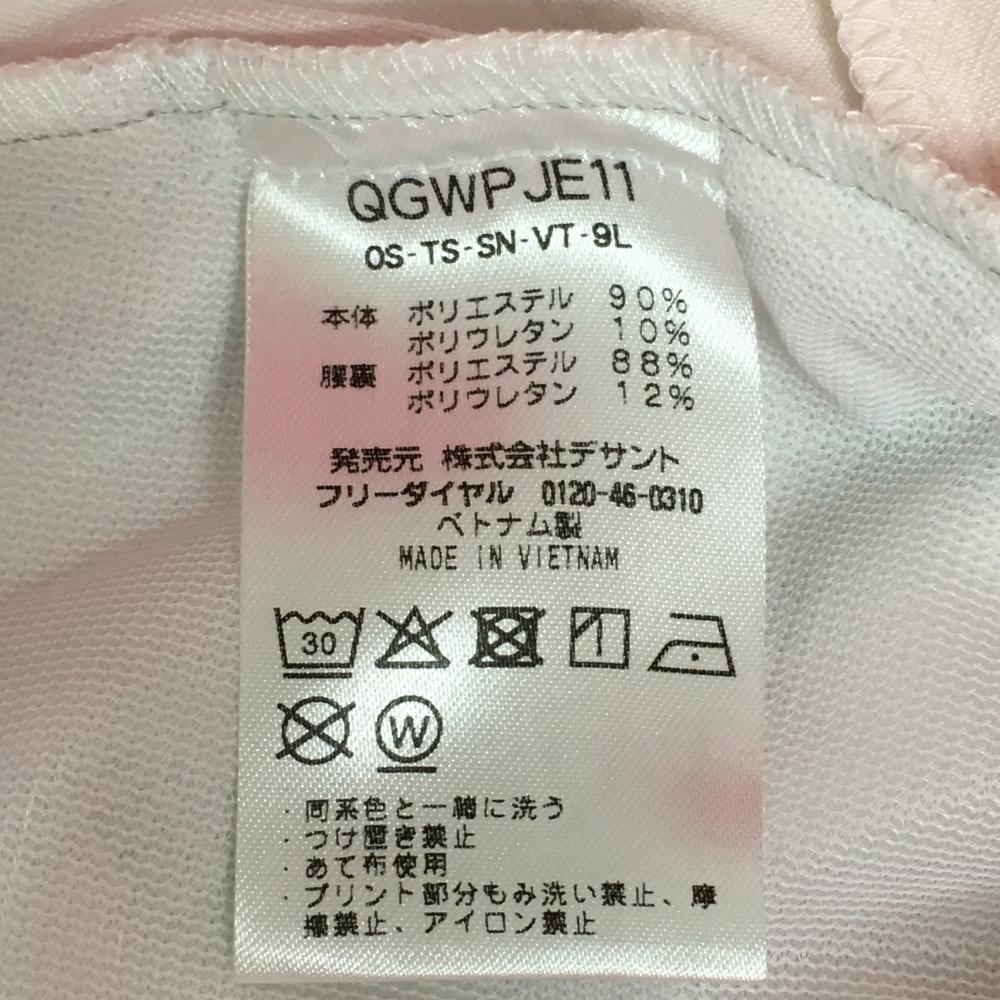 QGWPJE11
OS-TS-SN-VT-9L
本体 ポリエステル 90%
ポリウレタン 10%
腰裏 ポリエステル 88%
ポリウレタン 12%
発売元 株式会社デサント
フリーダイヤル 0120-46-0310
ベトナム製
MADE IN VIETNAM
30
W
・同系色と一緒に洗う
・つけ置き禁止
・あて布使用
・プリント部分もみ洗い禁止、摩
擦禁止、アイロン禁止